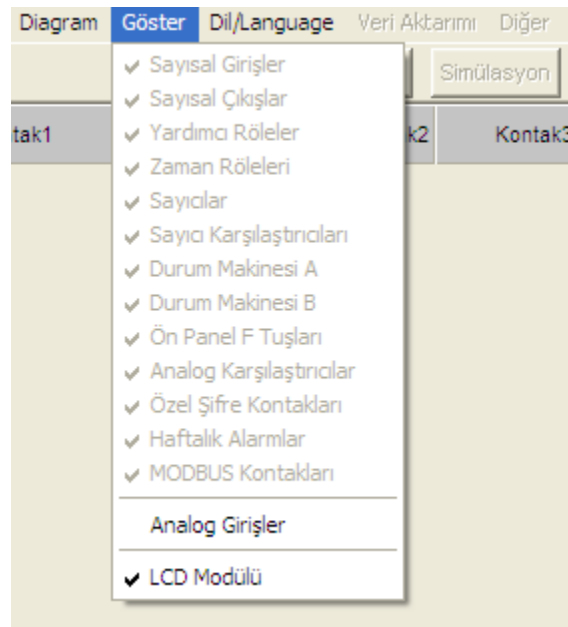 Diagram Göster Dil/Language Veri Aktarımı Diğer
Simülasyon
tak1 k2 Kontak3
Sayısal Girişler
Sayısal Çıkışlar
Yardımcı Röleler
Zaman Röleleri
Sayıcılar
Sayıcı Karşılaştırıcıları
Durum Makinesi A
Durum Makinesi B
Ön Panel F Tuşları
Analog Karşılaştırıcılar
Özel Şifre Kontakları
Haftalık Alarmlar
MODBUS Kontakları
Analog Girişler
LCD Modülü